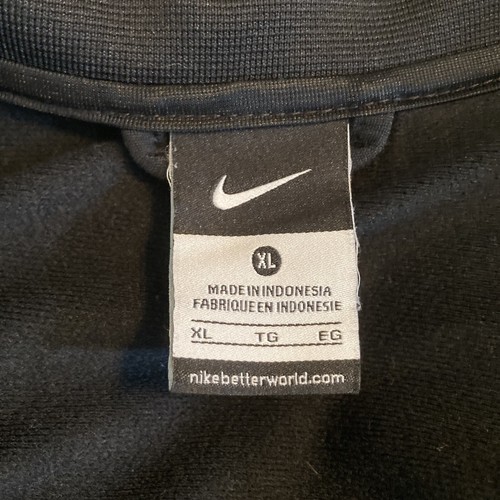 XL
MADE IN INDONESIA
FABRIQUE EN INDONESIE
XL TG EG
nikebetterworld.com